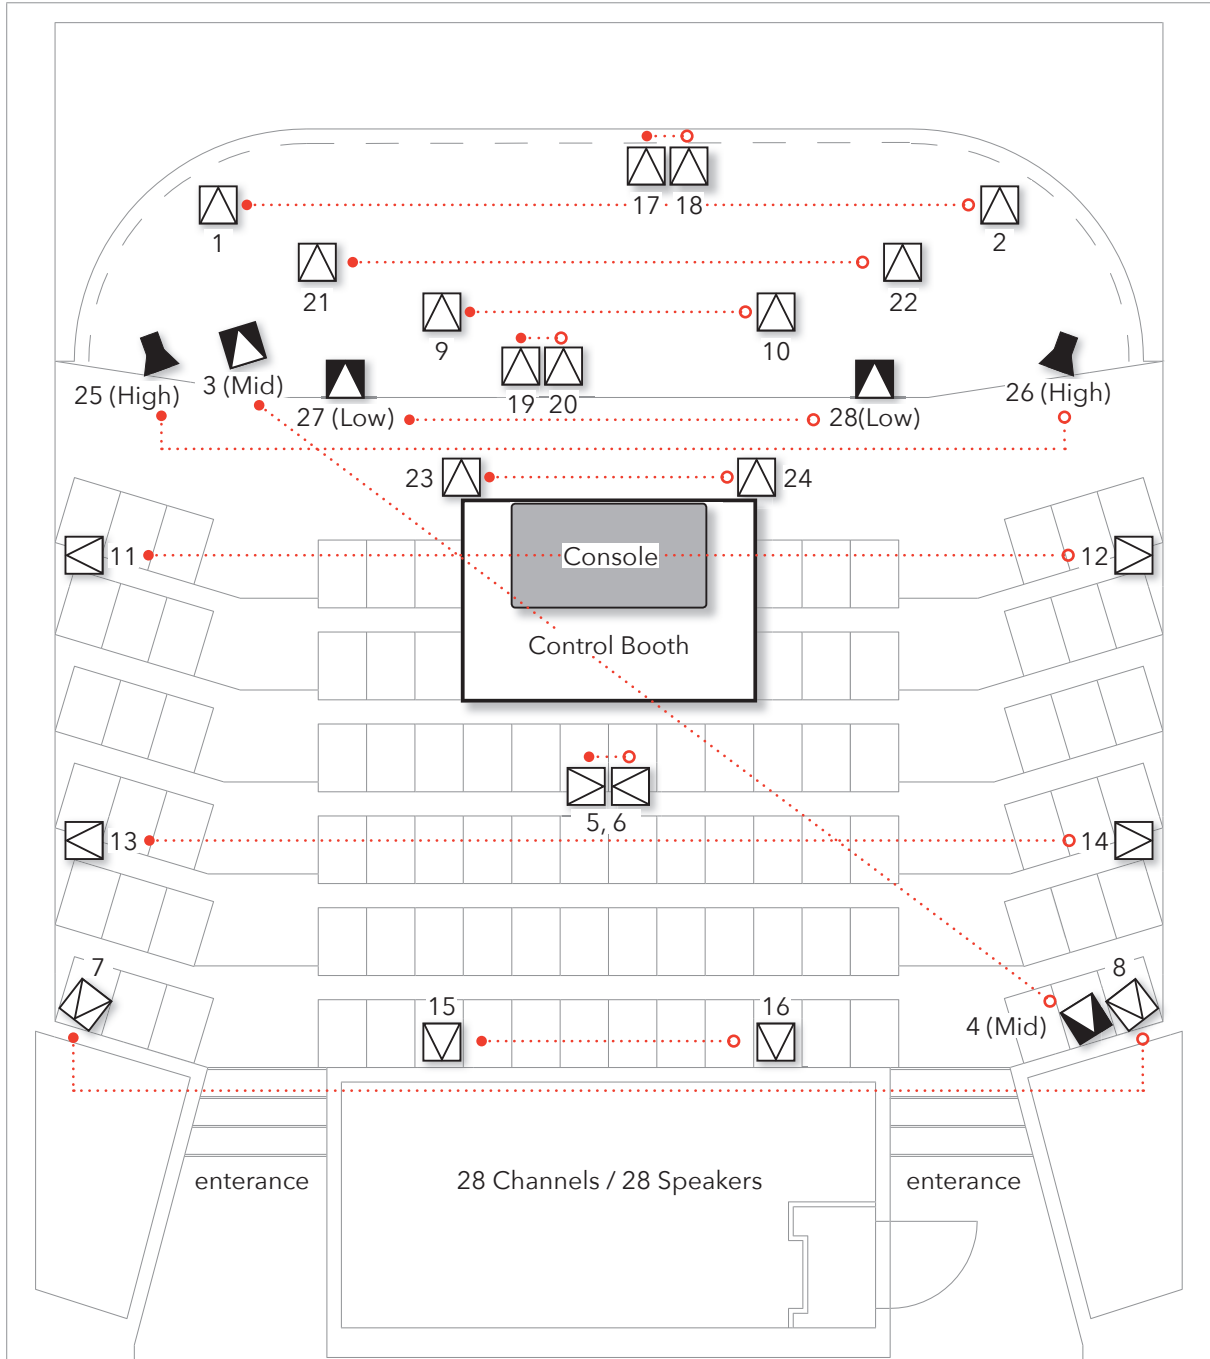 17 18
1
2
21
22
9
10
3 (Mid)
19 20
25 (High)
26 (High)
27 (Low)
28(Low)
23
24
11
Console
12
Control Booth
5, 6
13
14
7
8
15
16
4 (Mid)
enterance
28 Channels / 28 Speakers
enterance